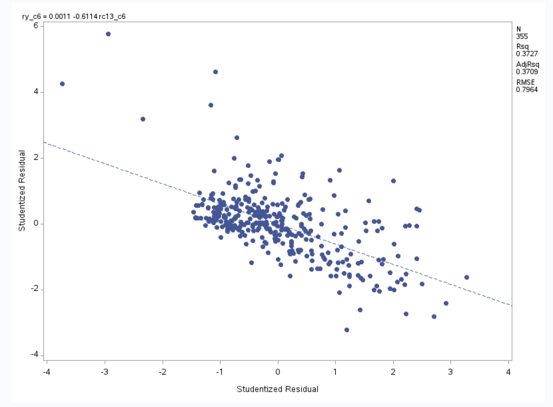 ry_c6 = 0.0011 -0.6114 rc13_c6
N
355
Rsq
0.3727
AdjRsq
0.3709
RMSE
0.7964
6
4
2
0
-2
-4
Studentized Residual
-4 -3 -2 -1 0 1 2 3 4
Studentized Residual